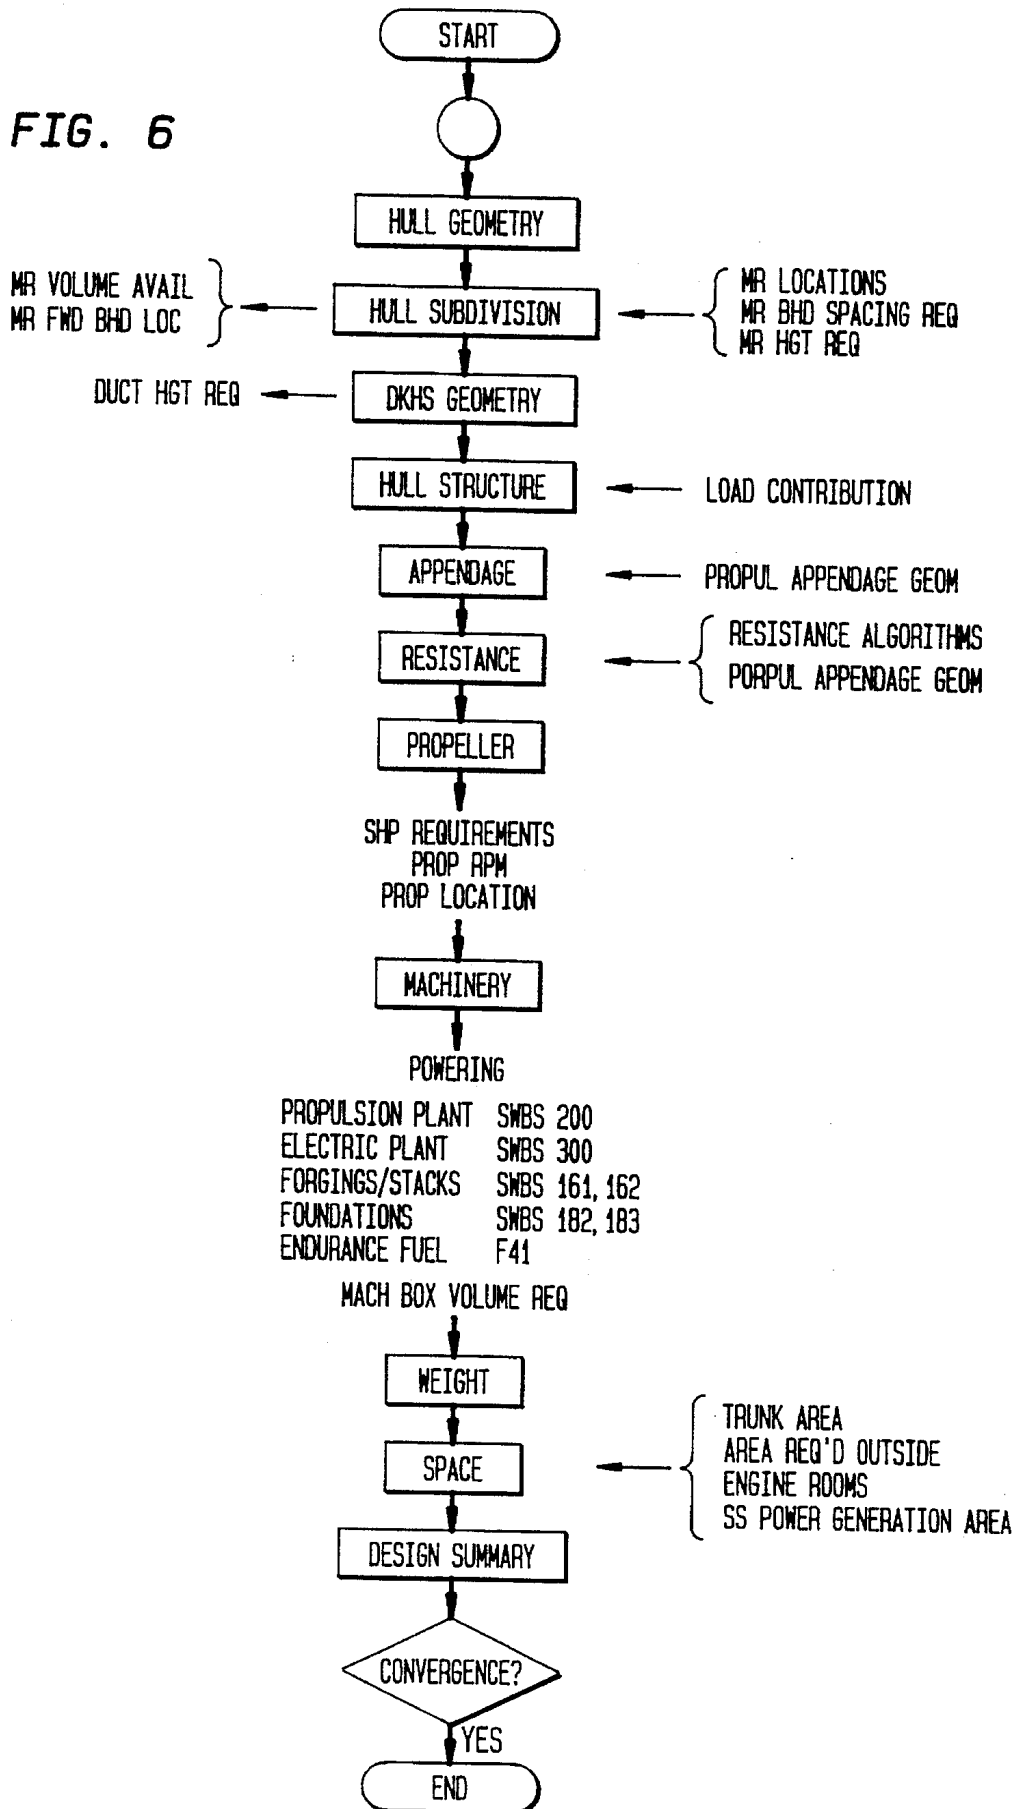 START
FIG. 6
HULL GEOMETRY
MR VOLUME AVAIL
MR FWD BHD LOC
HULL SUBDIVISION
MR LOCATIONS
MR BHD SPACING REQ
MR HGT REQ
DUCT HGT REQ
DKHS GEOMETRY
HULL STRUCTURE
LOAD CONTRIBUTION
APPENDAGE
PROPUL APPENDAGE GEOM
RESISTANCE
RESISTANCE ALGORITHMS
PORPUL APPENDAGE GEOM
PROPELLER
SHP REQUIREMENTS
PROP RPM
PROP LOCATION
MACHINERY
POWERING
PROPULSION PLANT SWBS 200
ELECTRIC PLANT SWBS 300
FORGINGS/STACKS SWBS 161, 162
FOUNDATIONS SWBS 182, 183
ENDURANCE FUEL F41
MACH BOX VOLUME REQ
WEIGHT
SPACE
TRUNK AREA
AREA REQ'D OUTSIDE
ENGINE ROOMS
SS POWER GENERATION AREA
DESIGN SUMMARY
CONVERGENCE?
YES
END